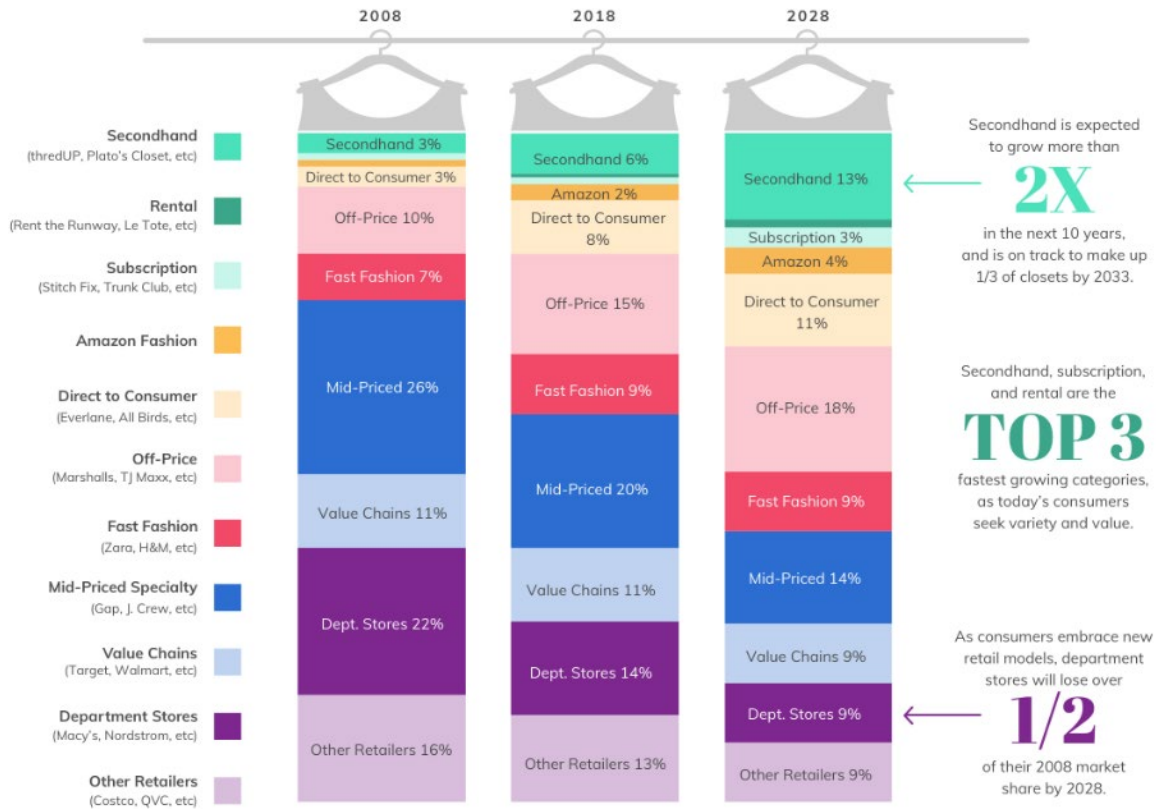 2008
2018
2028
Secondhand
(thredUP, Plato's Closet, etc)
Rental
(Rent the Runway, Le Tote, etc)
Subscription
(Stitch Fix, Trunk Club, etc)
Amazon Fashion
Direct to Consumer
(Everlane, All Birds, etc)
Off-Price
(Marshalls, TJ Maxx, etc)
Fast Fashion
(Zara, H&M, etc)
Mid-Priced Specialty
(Gap, J. Crew, etc)
Value Chains
(Target, Walmart, etc)
Department Stores
(Macy's, Nordstrom, etc)
Other Retailers
(Costco, QVC, etc)
Secondhand 3%
Direct to Consumer 3%
Off-Price 10%
Fast Fashion 7%
Mid-Priced 26%
Value Chains 11%
Dept. Stores 22%
Other Retailers 16%
Secondhand 6%
Amazon 2%
Direct to Consumer
8%
Off-Price 15%
Fast Fashion 9%
Mid-Priced 20%
Value Chains 11%
Dept. Stores 14%
Other Retailers 13%
Secondhand 13%
Subscription 3%
Amazon 4%
Direct to Consumer
11%
Off-Price 18%
Fast Fashion 9%
Mid-Priced 14%
Value Chains 9%
Dept. Stores 9%
Other Retailers 9%
Secondhand is expected
to grow more than
2X
in the next 10 years,
and is on track to make up
1/3 of closets by 2033.
Secondhand, subscription,
and rental are the
TOP 3
fastest growing categories,
as today's consumers
seek variety and value.
As consumers embrace new
retail models, department
stores will lose over
1/2
of their 2008 market
share by 2028.